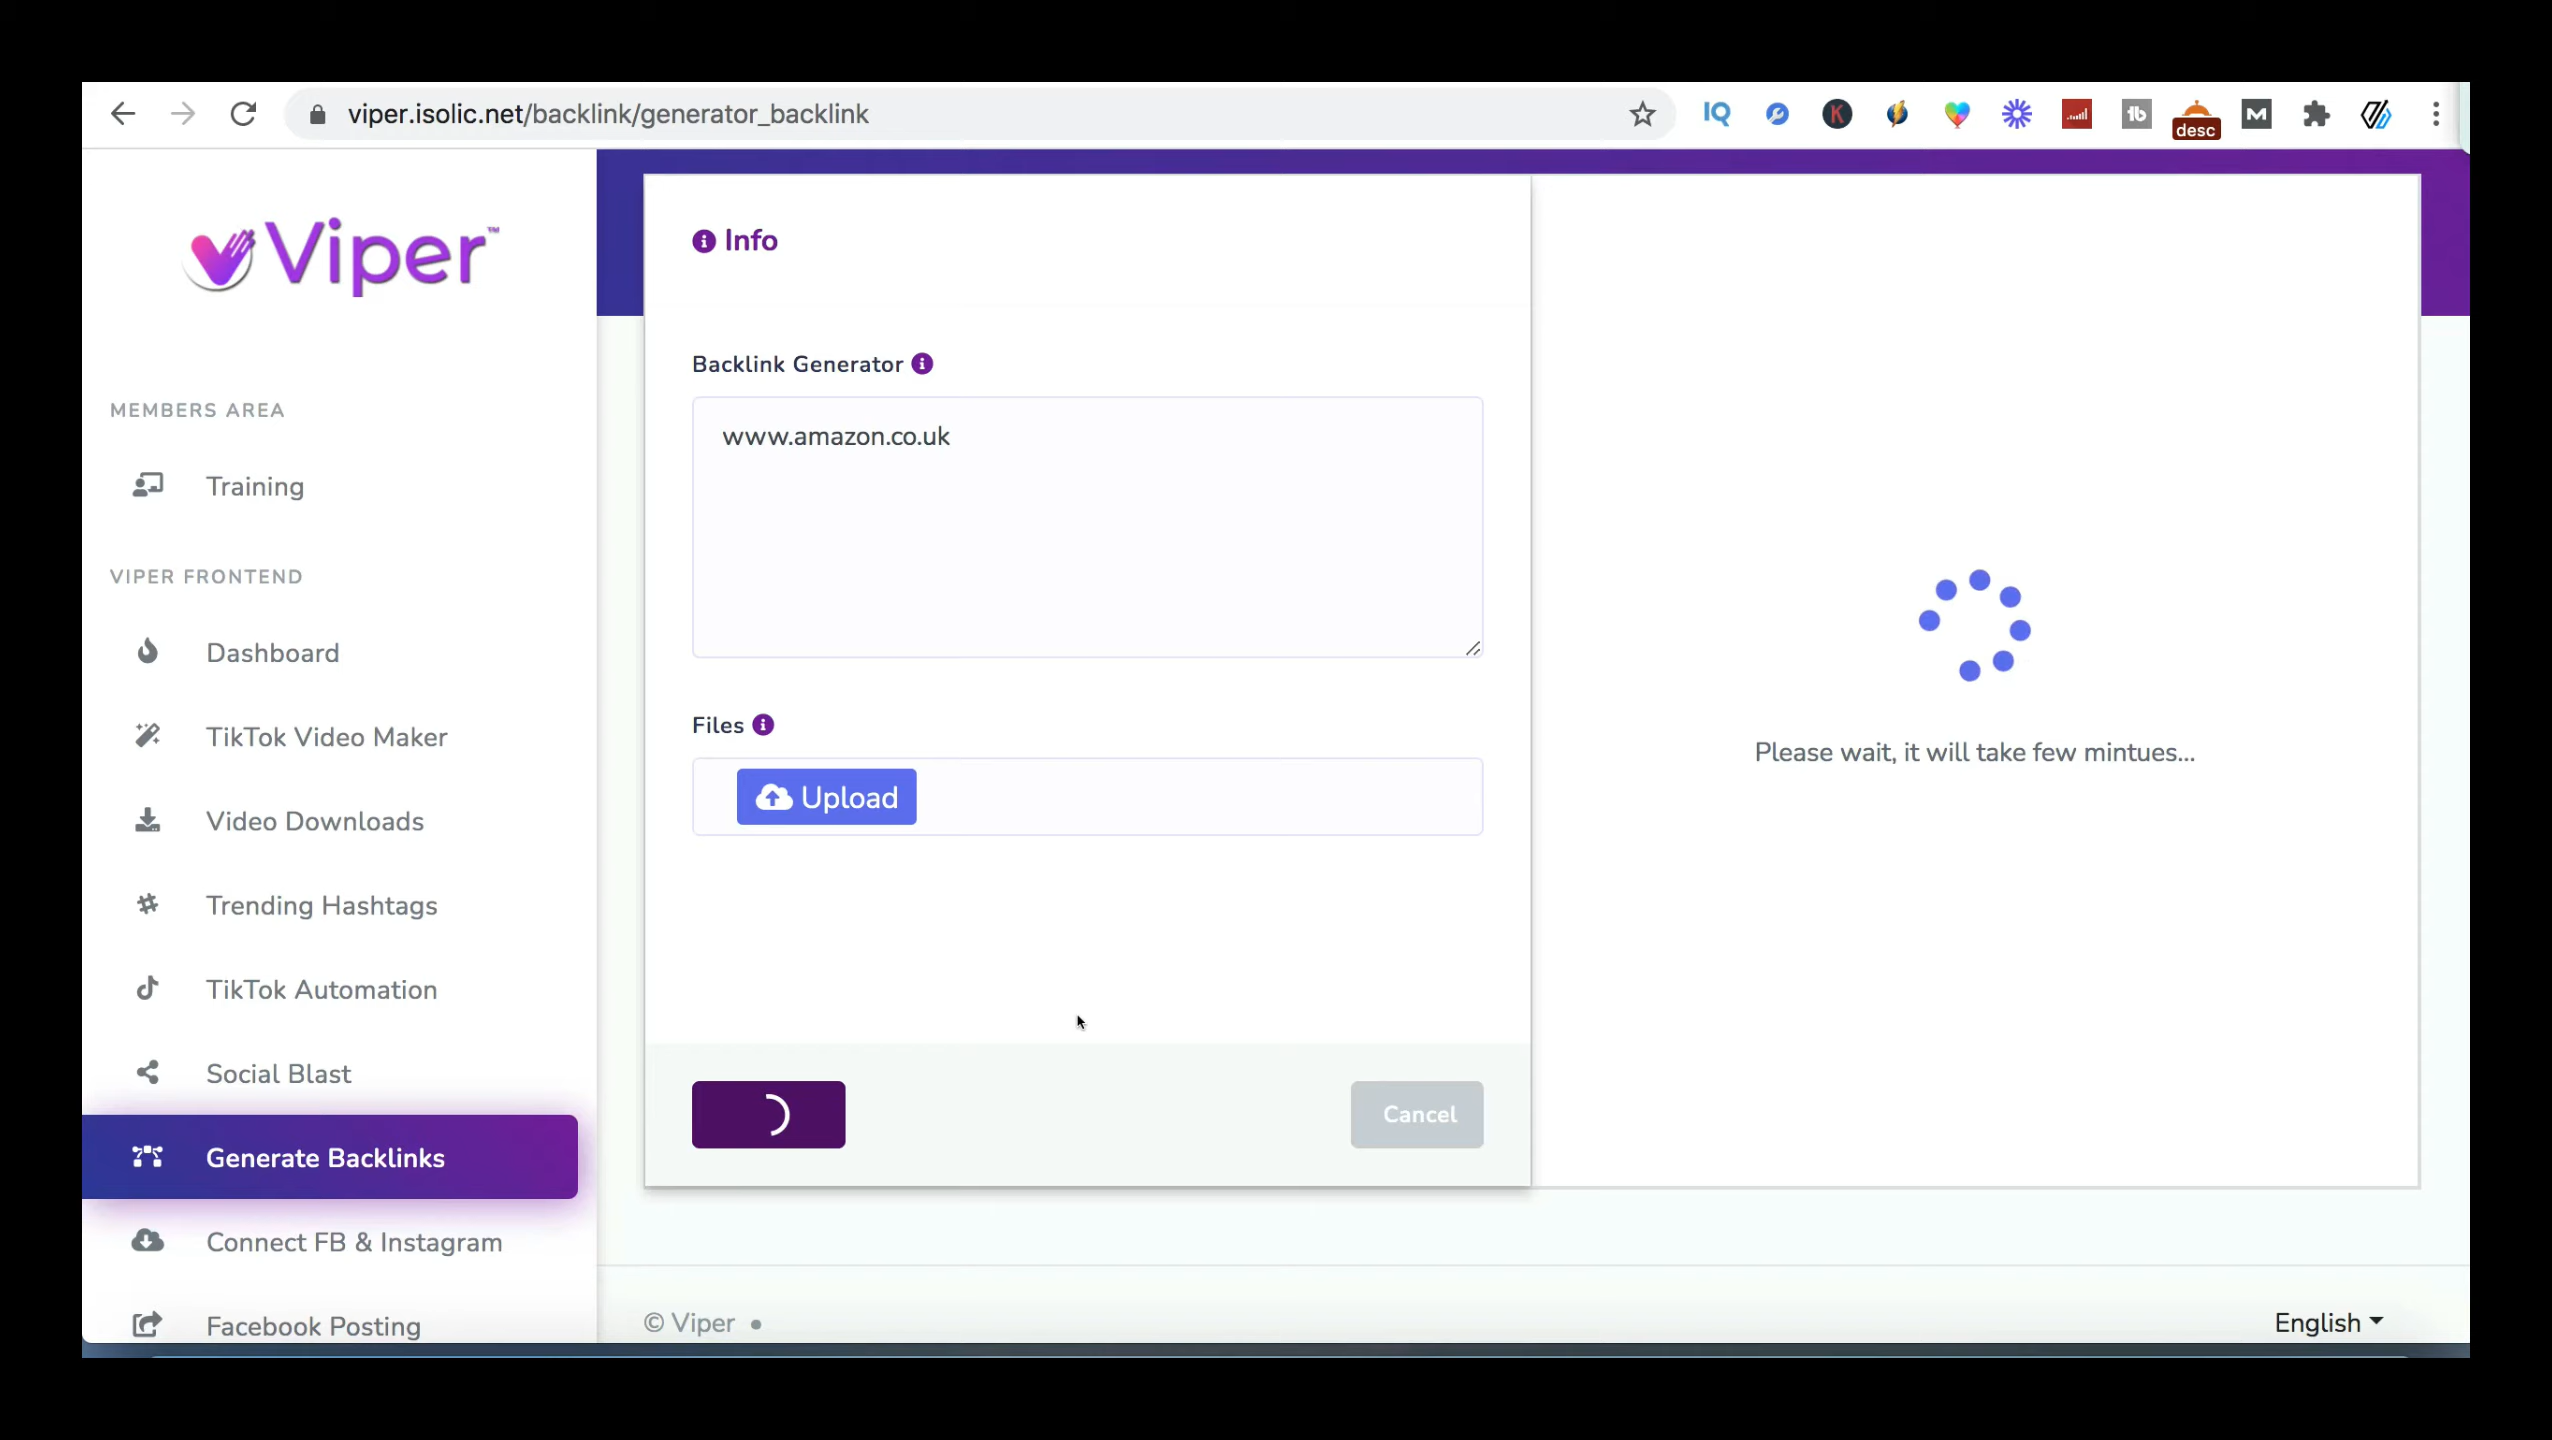 viper.isolic.net/backlink/generator_backlink
IQ
K
tb
desc
M
Viper™
MEMBERS AREA
Training
VIPER FRONTEND
Dashboard
TikTok Video Maker
Video Downloads
Trending Hashtags
TikTok Automation
Social Blast
Generate Backlinks
Connect FB & Instagram
Facebook Posting
Info
Backlink Generator
www.amazon.co.uk
Files
Upload
Cancel
Please wait, it will take few mintues...
© Viper
English